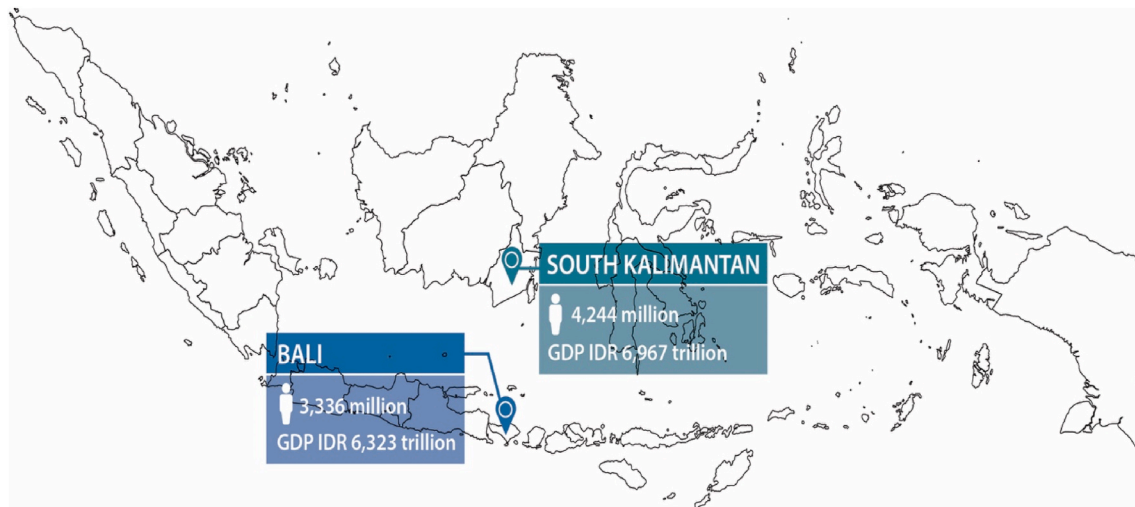 SOUTH KALIMANTAN
4,244 million
GDP IDR 6,967 trillion
BALI
3,336 million
GDP IDR 6,323 trillion